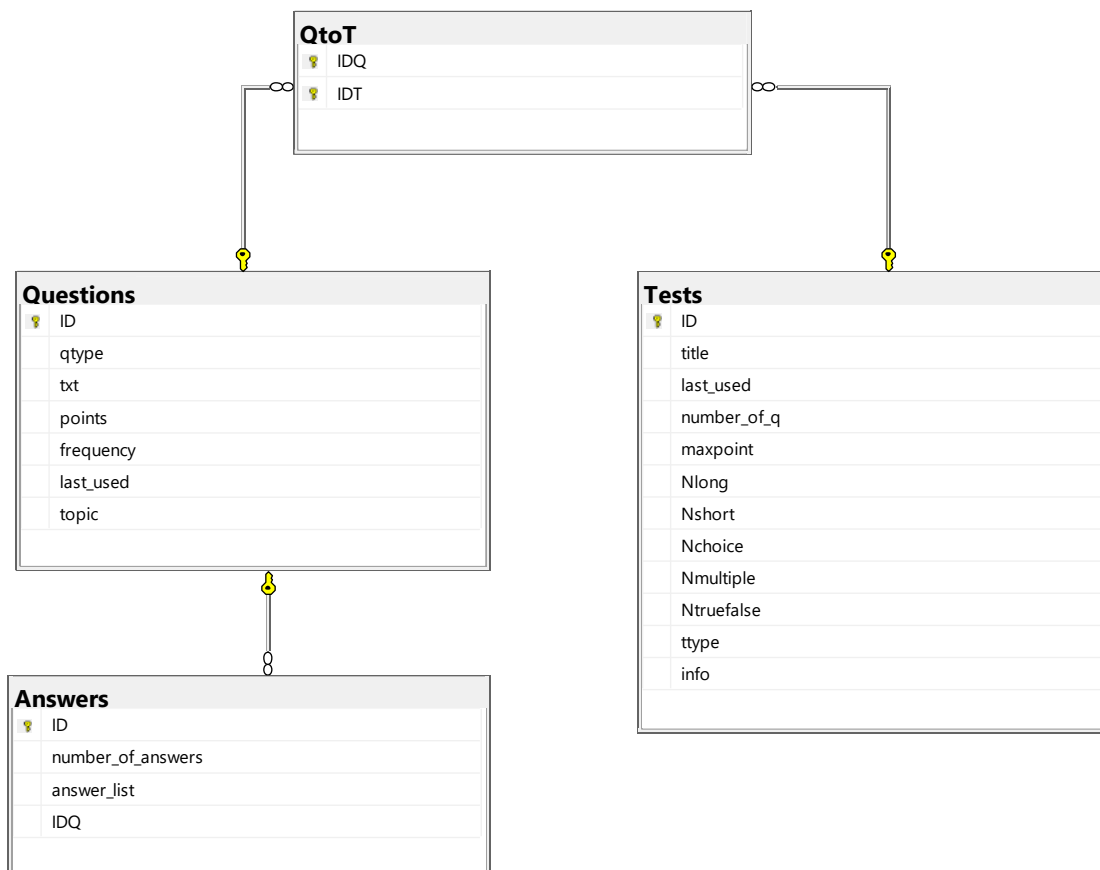 QtoT
IDQ
IDT
Questions
ID
qtype
txt
points
frequency
last_used
topic
Tests
ID
title
last_used
number_of_q
maxpoint
Nlong
Nshort
Nchoice
Nmultiple
Ntruefalse
ttype
info
Answers
ID
number_of_answers
answer_list
IDQ